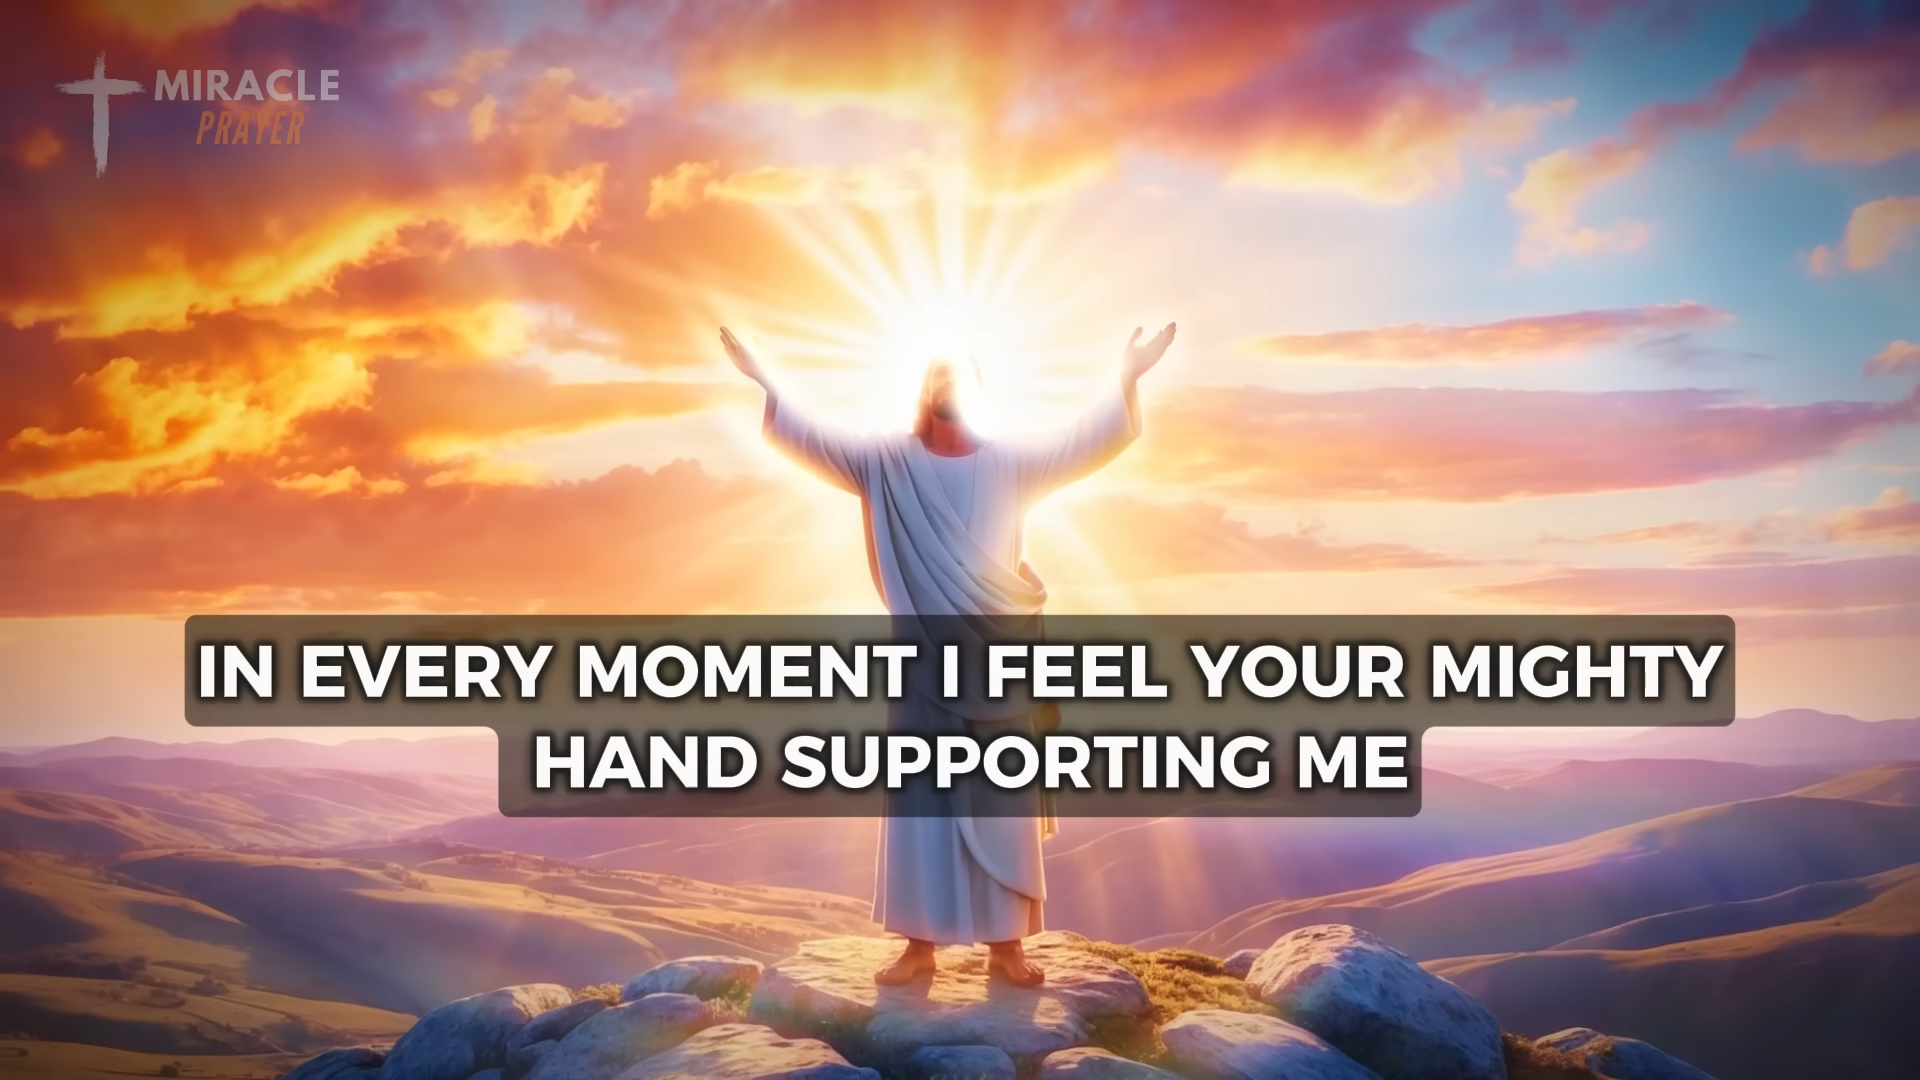 MIRACLE
PRAYER
IN EVERY MOMENT I FEEL YOUR MIGHTY
HAND SUPPORTING ME